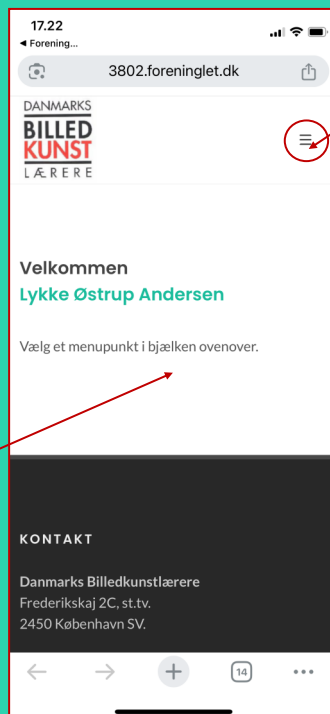 17.22
◀ Forening...
3802.foreninglet.dk
DANMARKS
BILLED
KUNST
LÆRERE
Velkommen
Lykke Østrup Andersen
Vælg et menupunkt i bjælken ovenover.
KONTAKT
Danmarks Billedkunstlærere
Frederikskaj 2C, st.tv.
2450 København SV.
14